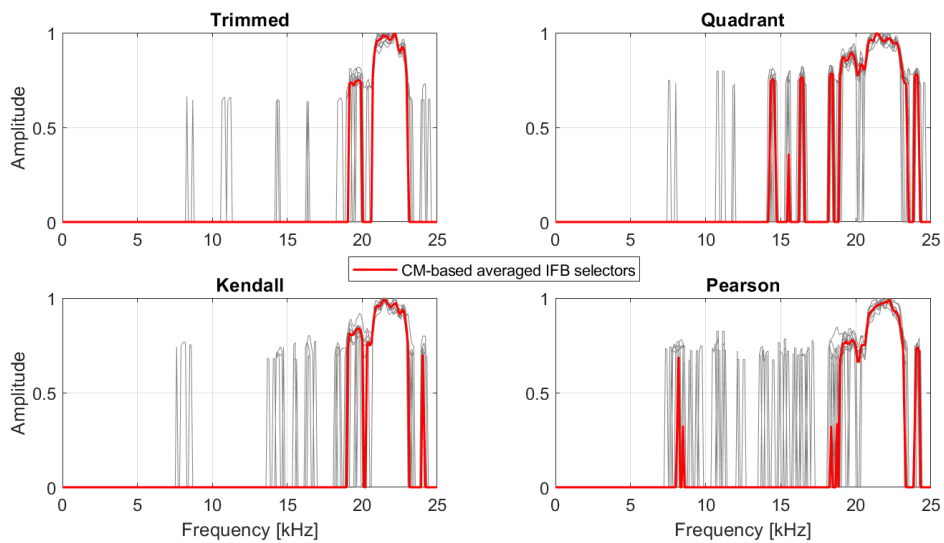 Trimmed
Quadrant
Amplitude
1
0.5
0
0 5 10 15 20 25
1
0.5
0
0 5 10 15 20 25
CM-based averaged IFB selectors
Kendall
Pearson
Amplitude
1
0.5
0
0 5 10 15 20 25
Frequency [kHz]
1
0.5
0
0 5 10 15 20 25
Frequency [kHz]